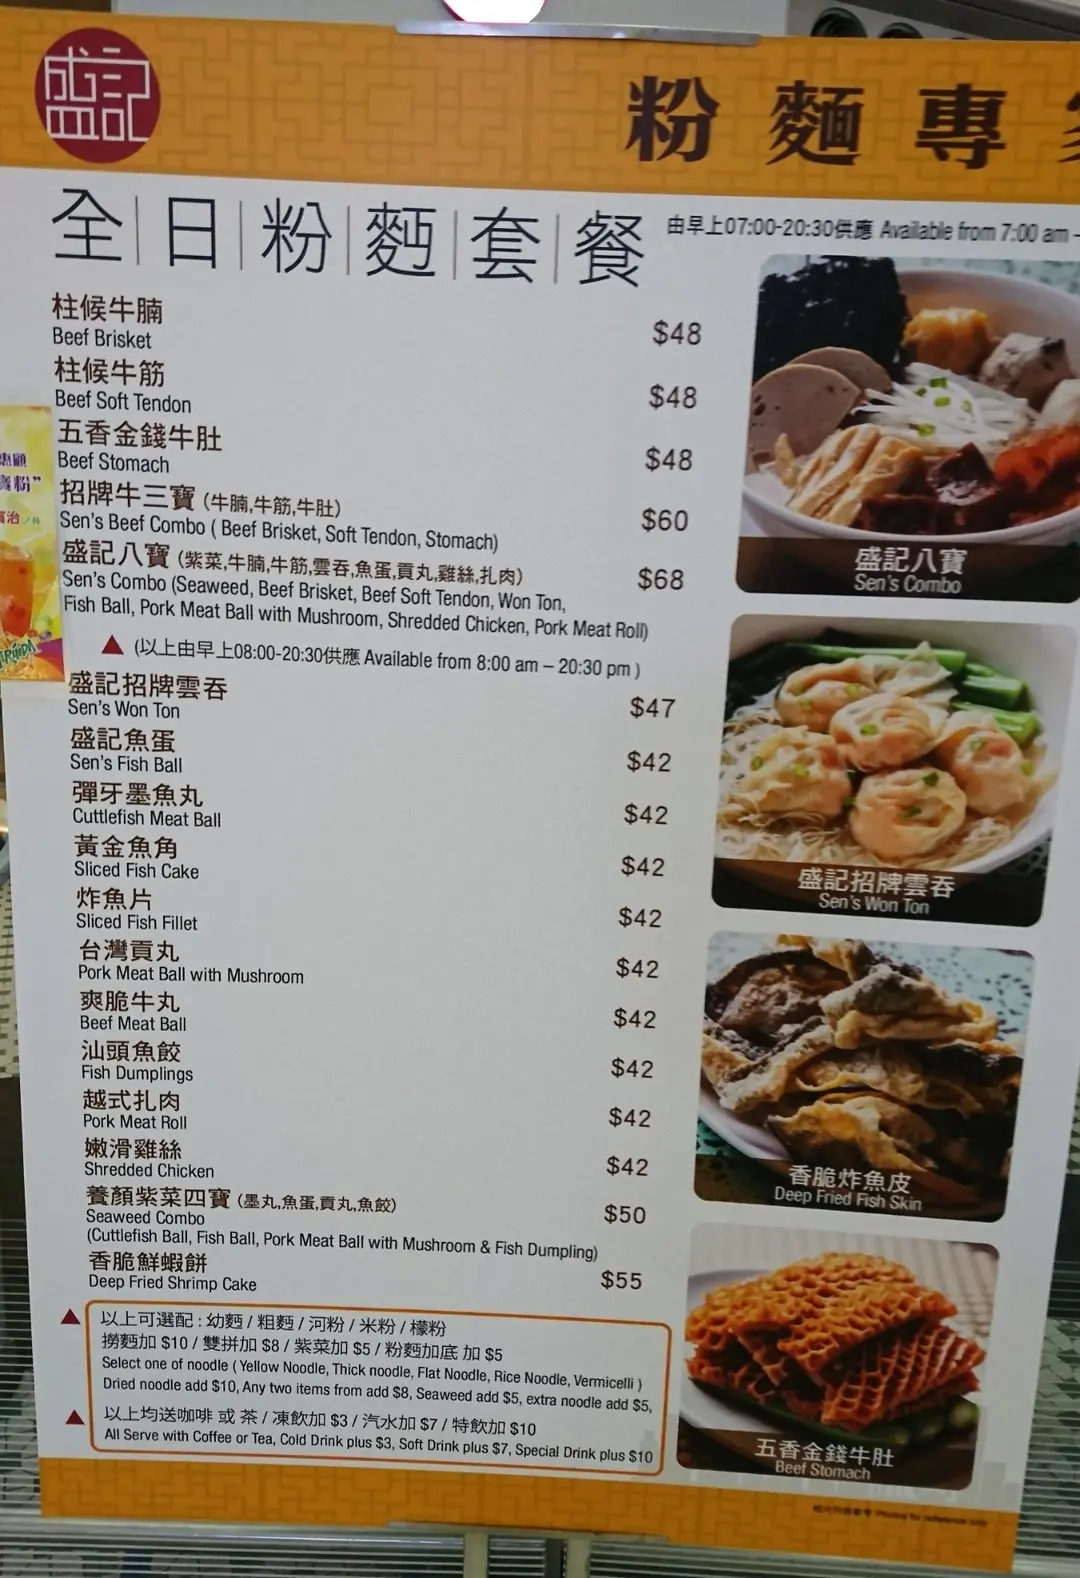 盛記
粉麵專
全日粉麪套餐
由早上07:00-20:30供應 Available from 7:00 am -
柱候牛腩
Beef Brisket
$48
柱候牛筋
Beef Soft Tendon
$48
五香金錢牛肚
Beef Stomach
$48
招牌牛三寶 (牛腩,牛筋,牛肚)
Sen's Beef Combo ( Beef Brisket, Soft Tendon, Stomach)
$60
盛記八寶 (紫菜,牛腩,牛筋,雲吞,魚蛋,貢丸,雞絲,扎肉)
Sen's Combo (Seaweed, Beef Brisket, Beef Soft Tendon, Won Ton,
Fish Ball, Pork Meat Ball with Mushroom, Shredded Chicken, Pork Meat Roll)
$68
▲ (以上由早上08:00-20:30供應 Available from 8:00 am – 20:30 pm )
盛記招牌雲吞
Sen's Won Ton
$47
盛記魚蛋
Sen's Fish Ball
$42
彈牙墨魚丸
Cuttlefish Meat Ball
$42
黃金魚角
Sliced Fish Cake
$42
炸魚片
Sliced Fish Fillet
$42
台灣貢丸
Pork Meat Ball with Mushroom
$42
爽脆牛丸
Beef Meat Ball
$42
汕頭魚餃
Fish Dumplings
$42
越式扎肉
Pork Meat Roll
$42
嫩滑雞絲
Shredded Chicken
$42
養顏紫菜四寶 (墨丸,魚蛋,貢丸,魚餃)
Seaweed Combo
(Cuttlefish Ball, Fish Ball, Pork Meat Ball with Mushroom & Fish Dumpling)
$50
香脆鮮蝦餅
Deep Fried Shrimp Cake
$55
▲ 以上可選配 : 幼麪 / 粗麪 / 河粉 / 米粉 / 檬粉
撈麪加 $10 / 雙拼加 $8 / 紫菜加 $5 / 粉麪加底 加 $5
Select one of noodle ( Yellow Noodle, Thick noodle, Flat Noodle, Rice Noodle, Vermicelli )
Dried noodle add $10, Any two items from add $8, Seaweed add $5, extra noodle add $5,
▲ 以上均送咖啡 或 茶 / 凍飲加 $3 / 汽水加 $7 / 特飲加 $10
All Serve with Coffee or Tea, Cold Drink plus $3, Soft Drink plus $7, Special Drink plus $10
盛記八寶
Sen's Combo
盛記招牌雲吞
Sen's Won Ton
香脆炸魚皮
Deep Fried Fish Skin
五香金錢牛肚
Beef Stomach